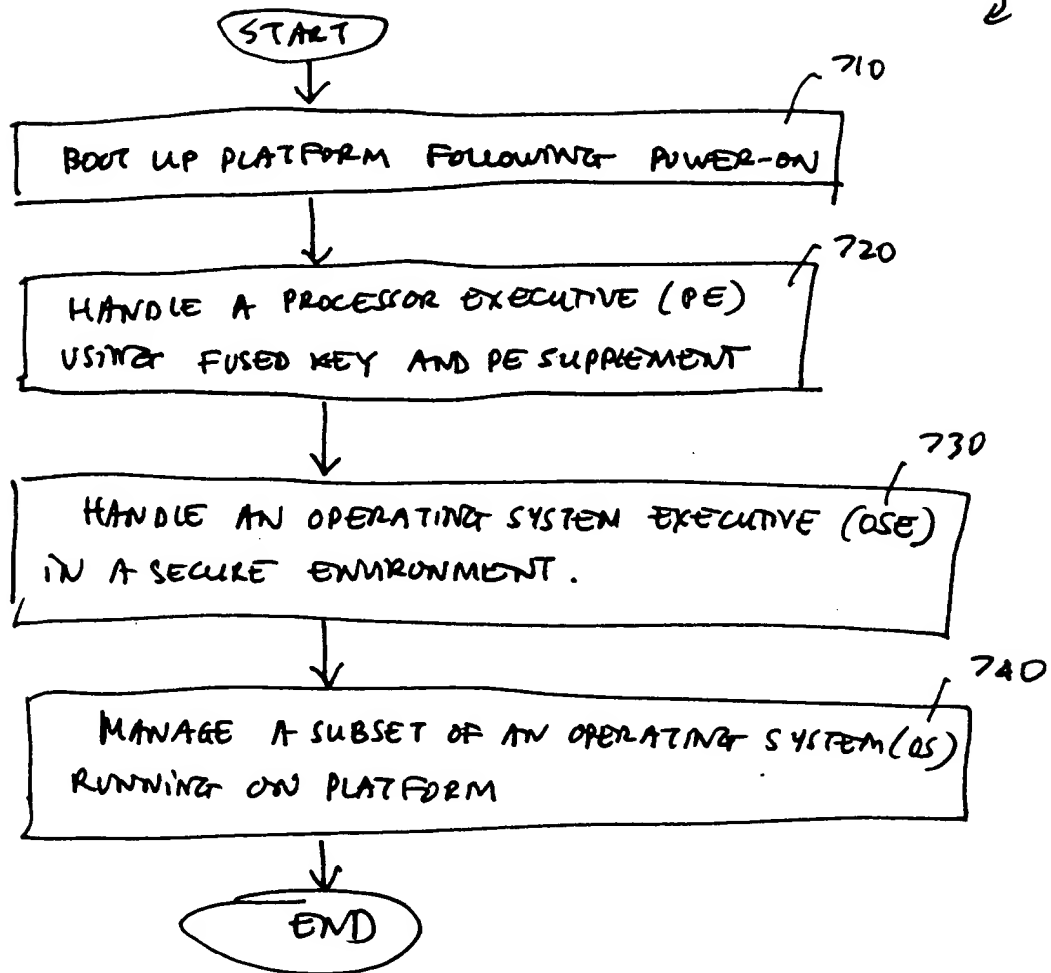 START
710
BOOT UP PLATFORM FOLLOWING POWER-ON
720
HANDLE A PROCESSOR EXECUTIVE (PE)
USING FUSED KEY AND PE SUPPLEMENT
730
HANDLE AN OPERATING SYSTEM EXECUTIVE (OSE)
IN A SECURE ENVIRONMENT.
740
MANAGE A SUBSET OF AN OPERATING SYSTEM (OS)
RUNNING ON PLATFORM
END